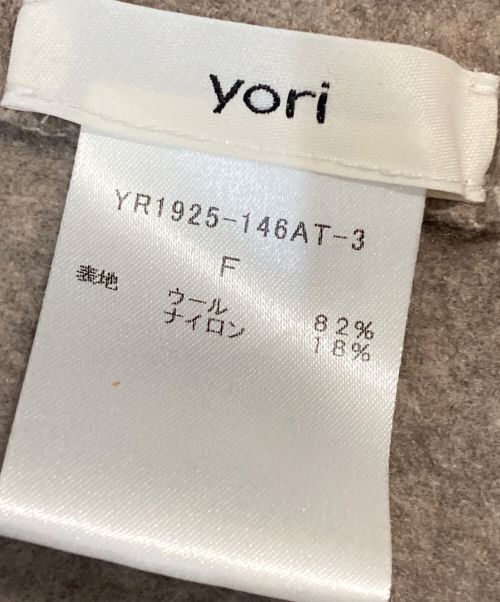 yori
YR1925-146AT-3
F
表地
ウール 82%
ナイロン 18%